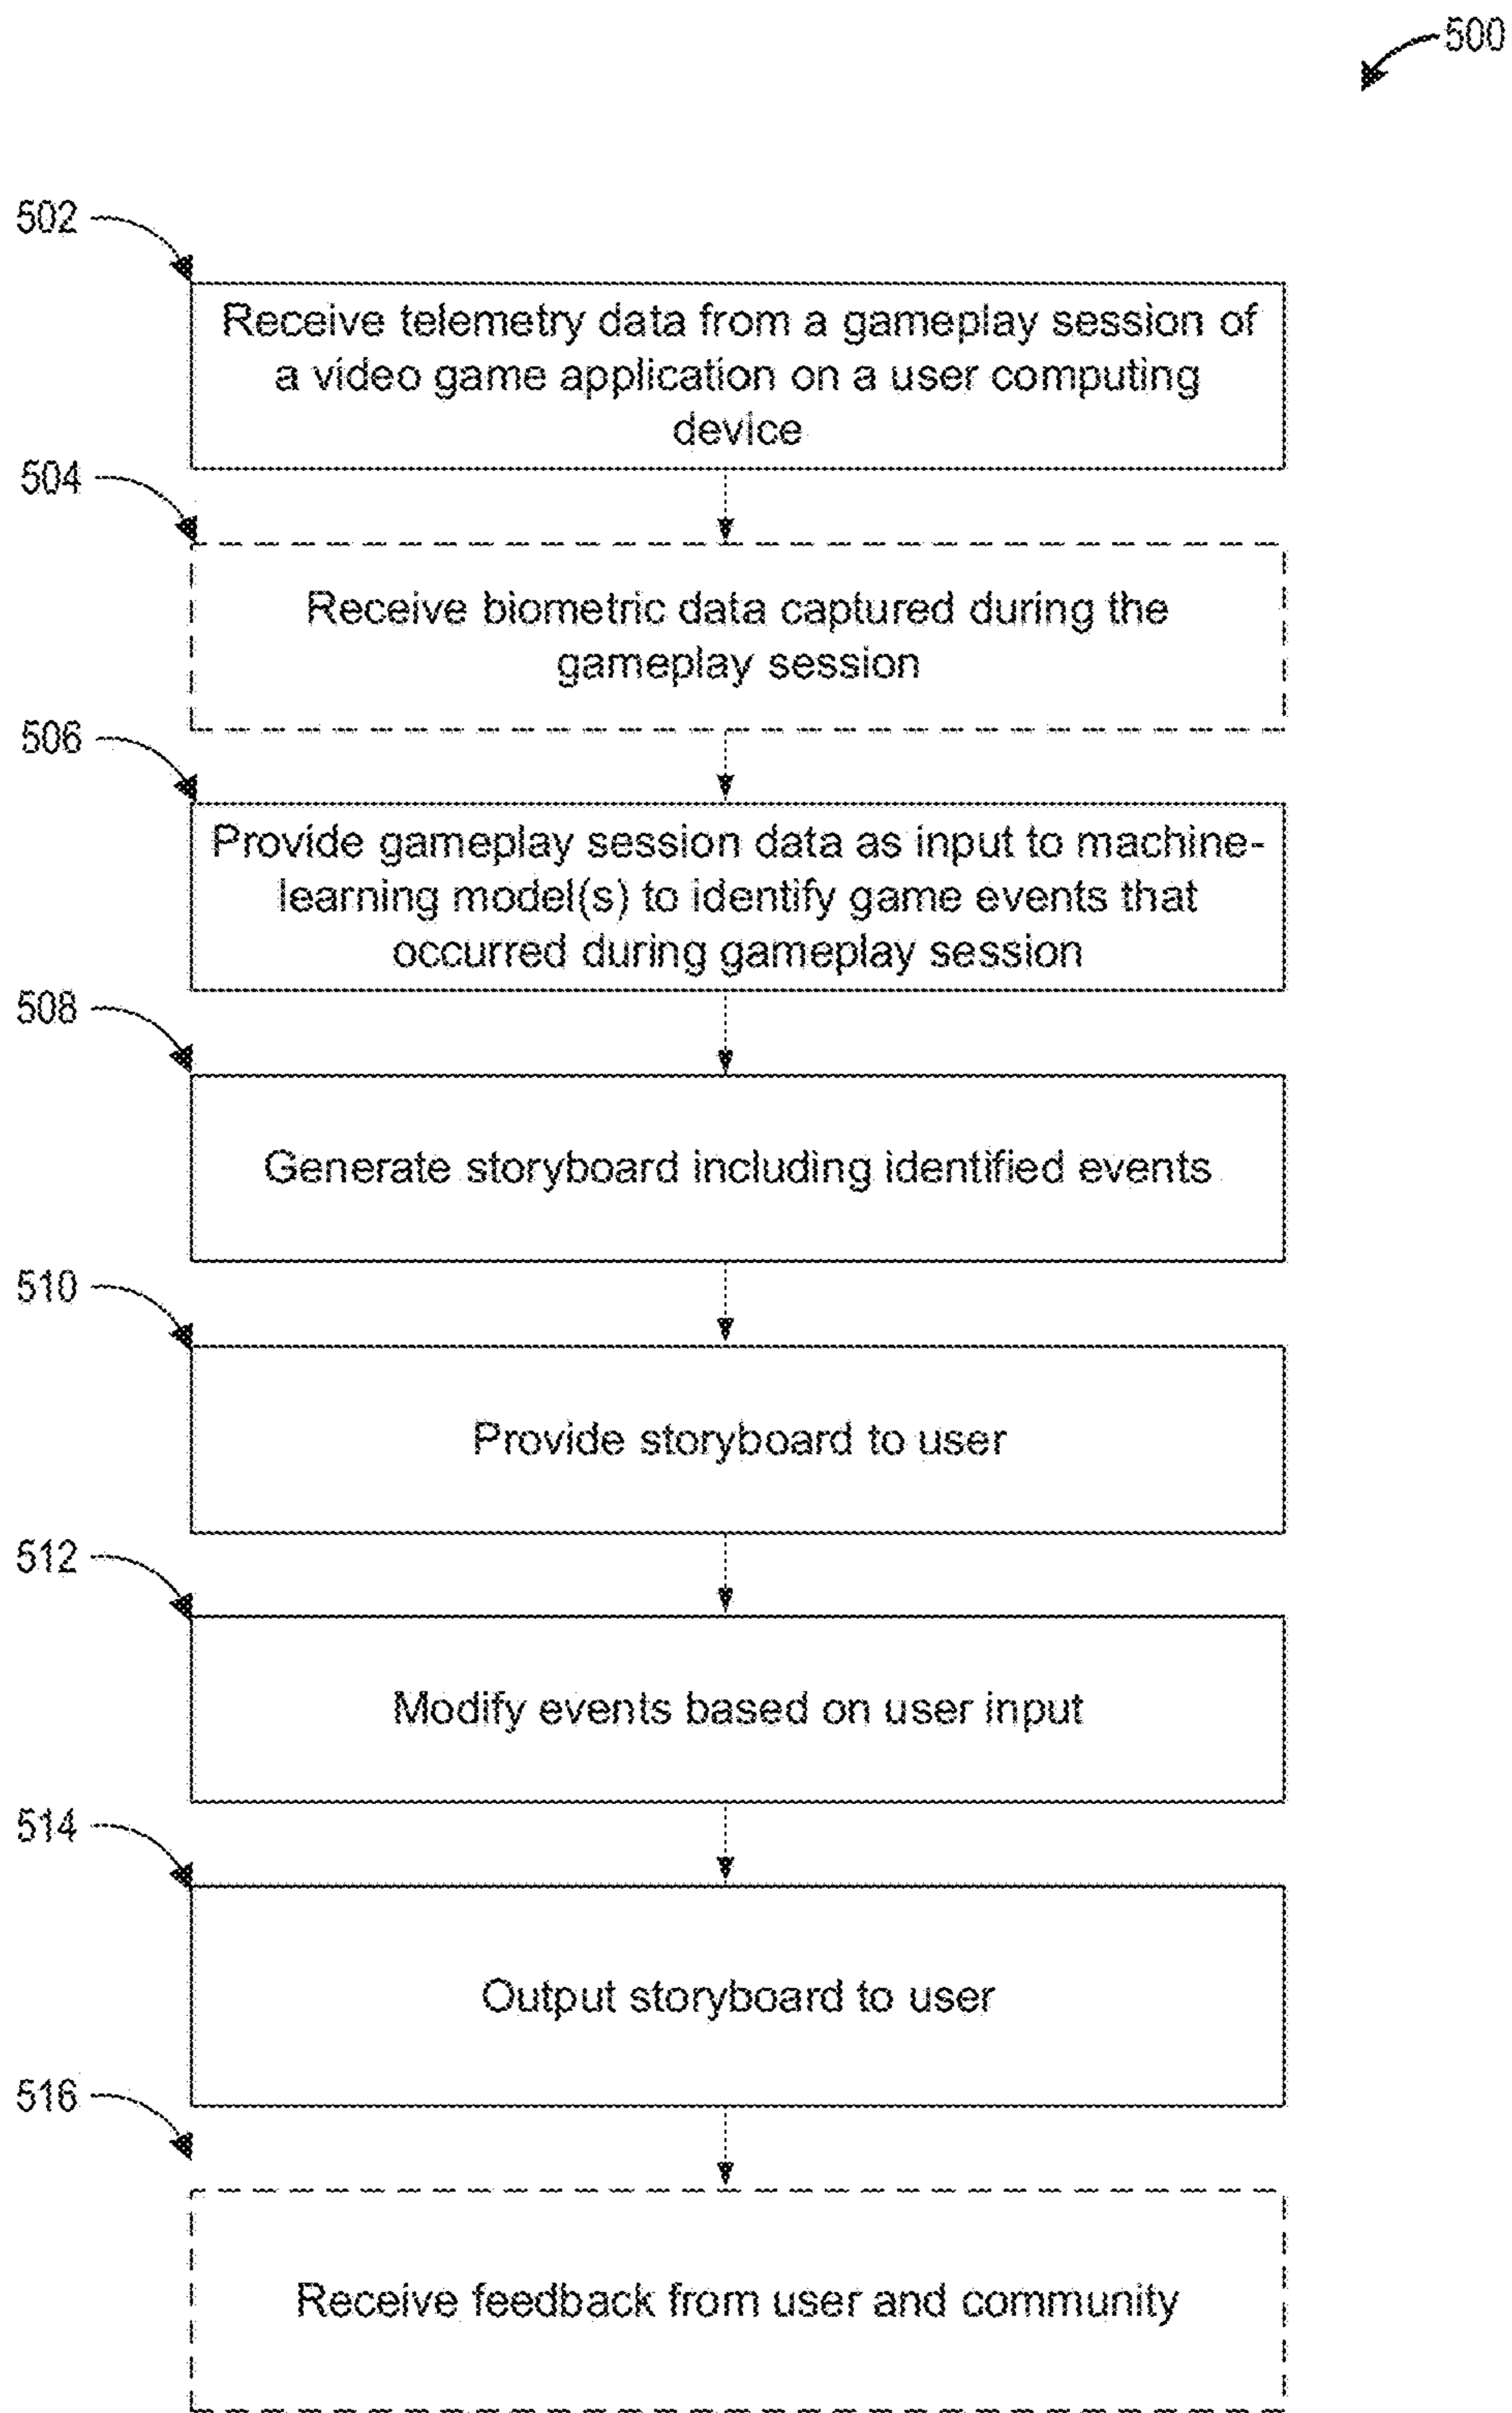 500
502
Receive telemetry data from a gameplay session of
a video game application on a user computing
device
504
Receive biometric data captured during the
gameplay session
506
Provide gameplay session data as input to machine-
learning model(s) to identify game events that
occurred during gameplay session
508
Generate storyboard including identified events
510
Provide storyboard to user
512
Modify events based on user input
514
Output storyboard to user
516
Receive feedback from user and community